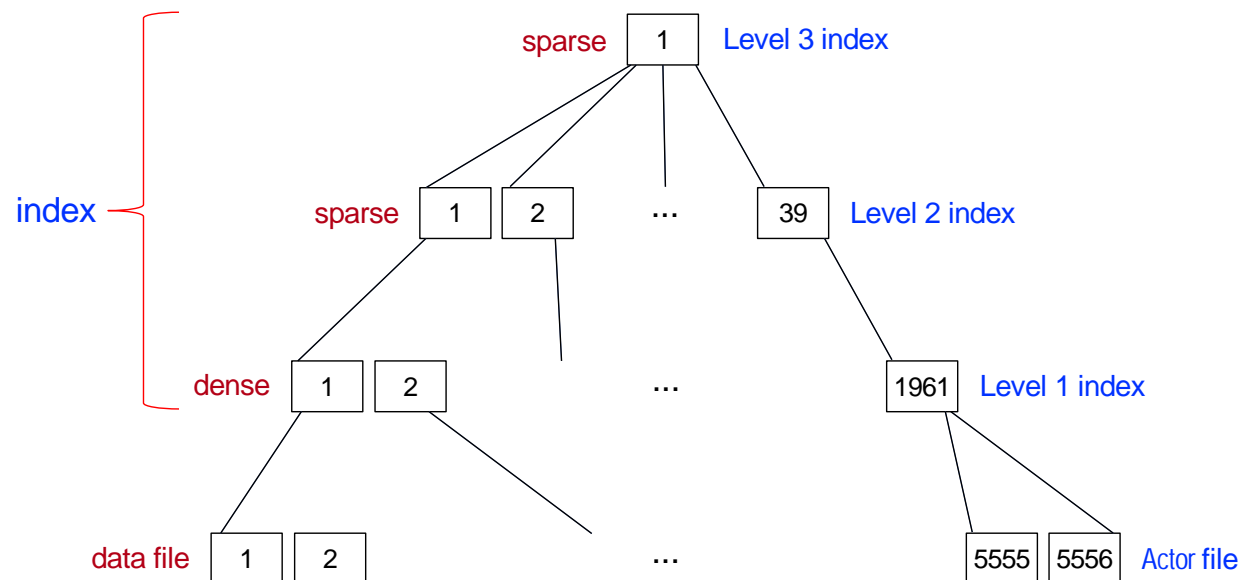 sparse 1 Level 3 index
index
sparse 1 2 ... 39 Level 2 index
dense 1 2 ... 1961 Level 1 index
data file 1 2 ... 5555 5556 Actor file